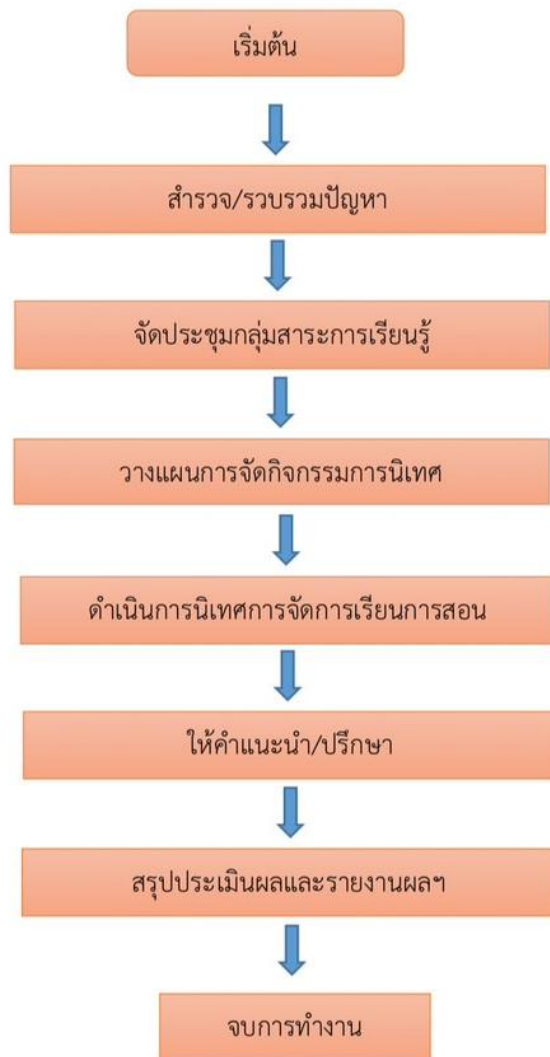 เริ่มต้น
สำรวจ/รวบรวมปัญหา
จัดประชุมกลุ่มสาระการเรียนรู้
วางแผนการจัดกิจกรรมการนิเทศ
ดำเนินการนิเทศการจัดการเรียนการสอน
ให้คำแนะนำ/ปรึกษา
สรุปประเมินผลและรายงานผลฯ
จบการทำงาน